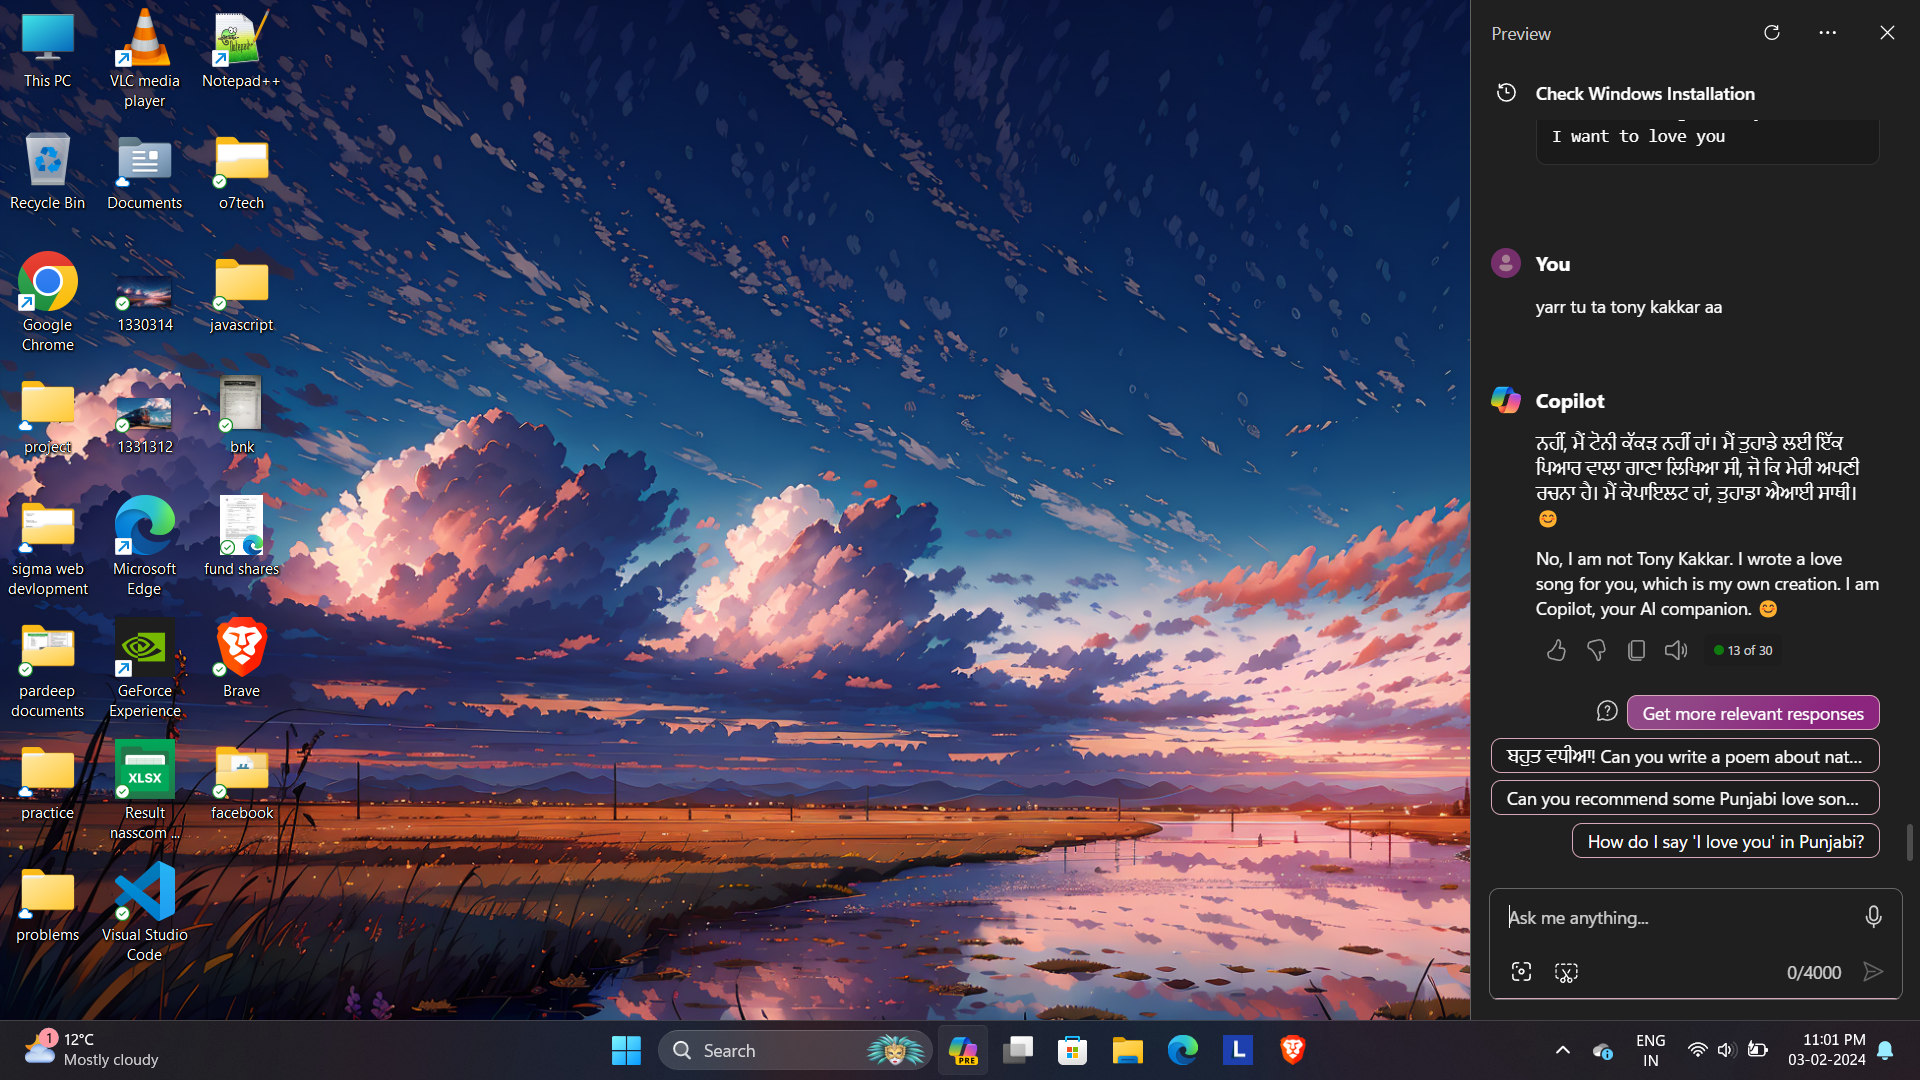 This PC
VLC media
player
Notepad++
Recycle Bin
Documents
o7tech
Google
Chrome
1330314
javascript
project
1331312
bnk
sigma web
devlopment
Microsoft
Edge
fund shares
pardeep
documents
GeForce
Experience
Brave
practice
XLSX
Result
nasscom ...
facebook
problems
Visual Studio
Code
Preview
Check Windows Installation
I want to love you
You
yarr tu ta tony kakkar aa
Copilot
ਨਹੀਂ, ਮੈਂ ਟੋਨੀ ਕੱਕੜ ਨਹੀਂ ਹਾਂ। ਮੈਂ ਤੁਹਾਡੇ ਲਈ ਇੱਕ
ਪਿਆਰ ਵਾਲਾ ਗਾਣਾ ਲਿਖਿਆ ਸੀ, ਜੋ ਕਿ ਮੇਰੀ ਅਪਣੀ
ਰਚਨਾ ਹੈ। ਮੈਂ ਕੋਪਾਇਲਟ ਹਾਂ, ਤੁਹਾਡਾ ਐਆਈ ਸਾਥੀ।
😊
No, I am not Tony Kakkar. I wrote a love
song for you, which is my own creation. I am
Copilot, your AI companion. 😊
13 of 30
Get more relevant responses
ਬਹੁਤ ਵਧੀਆ! Can you write a poem about nat...
Can you recommend some Punjabi love son...
How do I say 'I love you' in Punjabi?
Ask me anything...
0/4000
1
12°C
Mostly cloudy
Search
PRE
L
ENG
IN
11:01 PM
03-02-2024